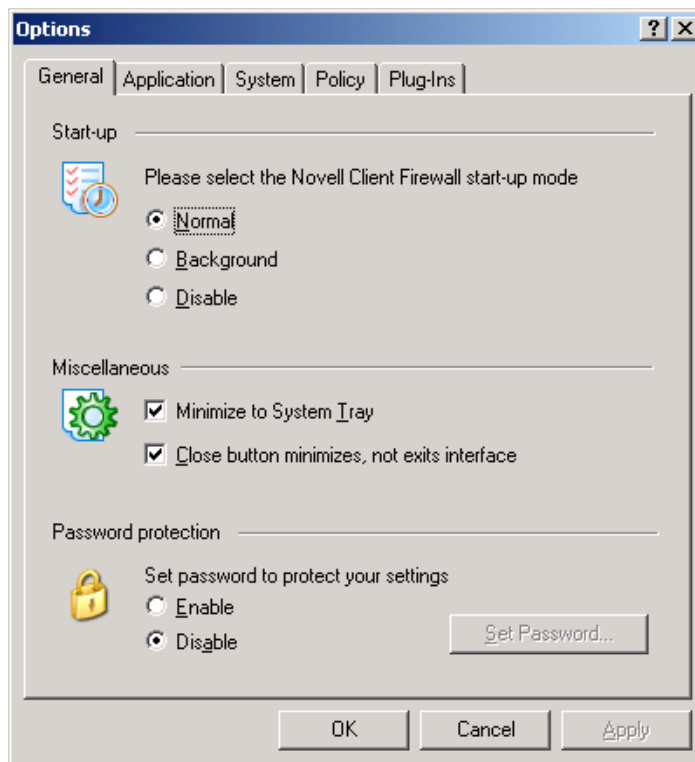 Options
General Application System Policy Plug-Ins
Start-up
Please select the Novell Client Firewall start-up mode
Normal
Background
Disable
Miscellaneous
Minimize to System Tray
Close button minimizes, not exits interface
Password protection
Set password to protect your settings
Enable
Disable
Set Password...
OK Cancel Apply